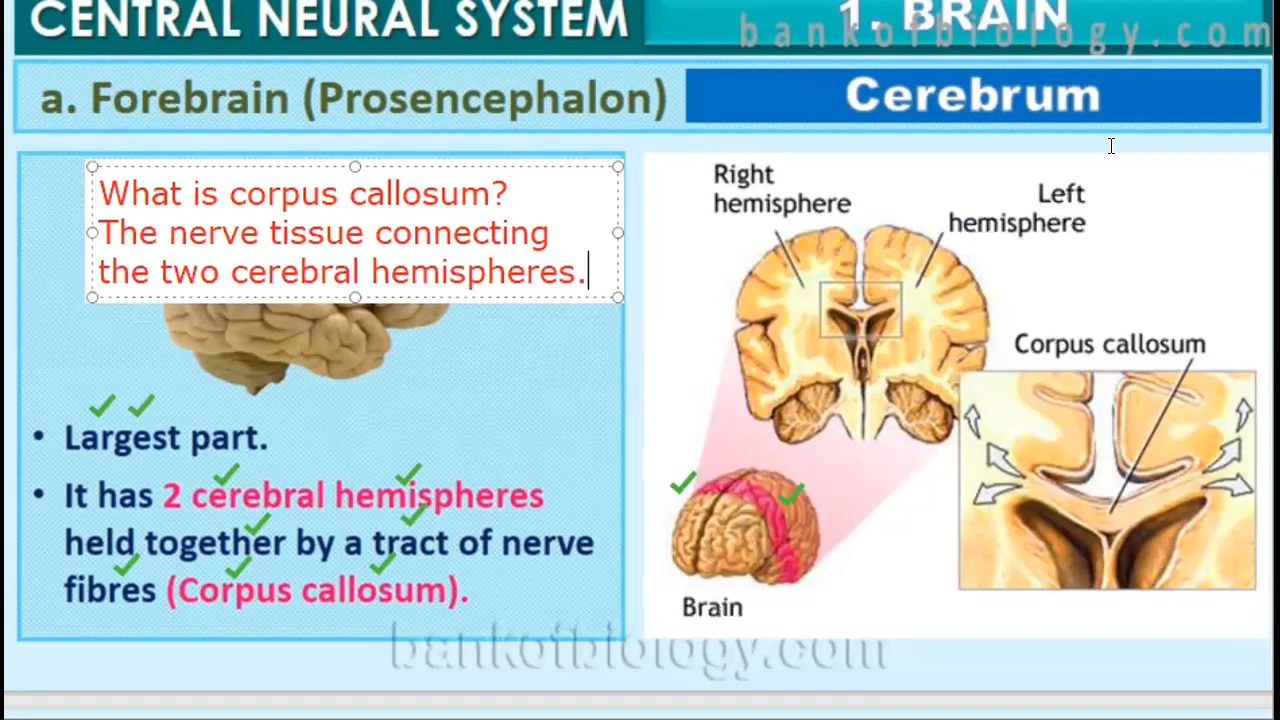 CENTRAL NEURAL SYSTEM
1. BRAIN
bankofbiology.com
a. Forebrain (Prosencephalon)
Cerebrum
What is corpus callosum?
The nerve tissue connecting
the two cerebral hemispheres.
• Largest part.
• It has 2 cerebral hemispheres
held together by a tract of nerve
fibres (Corpus callosum).
Right
hemisphere
Left
hemisphere
Corpus callosum
Brain
bankofbiology.com